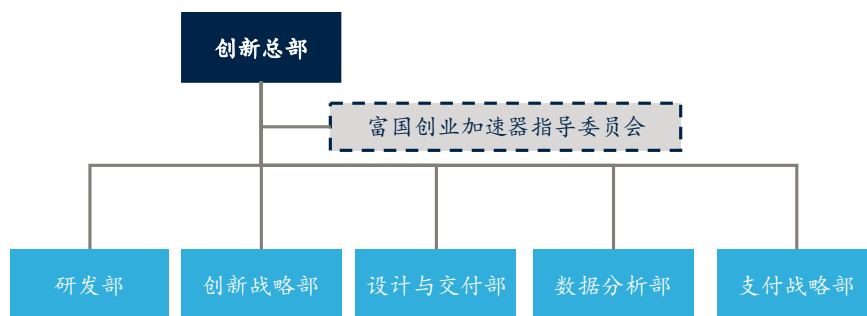 创新总部
富国创业加速器指导委员会
研发部
创新战略部
设计与交付部
数据分析部
支付战略部